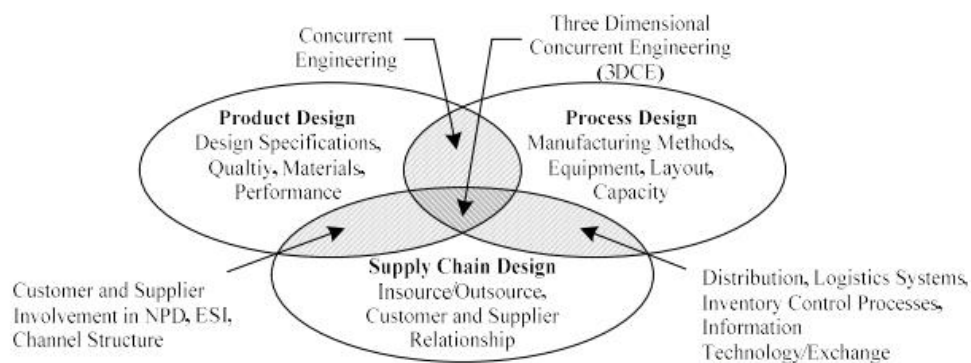 Concurrent
Engineering
Three Dimensional
Concurrent Engineering
(3DCE)
Product Design
Design Specifications,
Qualtiy, Materials,
Performance
Process Design
Manufacturing Methods,
Equipment, Layout,
Capacity
Supply Chain Design
Insource/Outsource,
Customer and Supplier
Relationship
Customer and Supplier
Involvement in NPD, ESI,
Channel Structure
Distribution, Logistics Systems,
Inventory Control Processes,
Information
Technology/Exchange